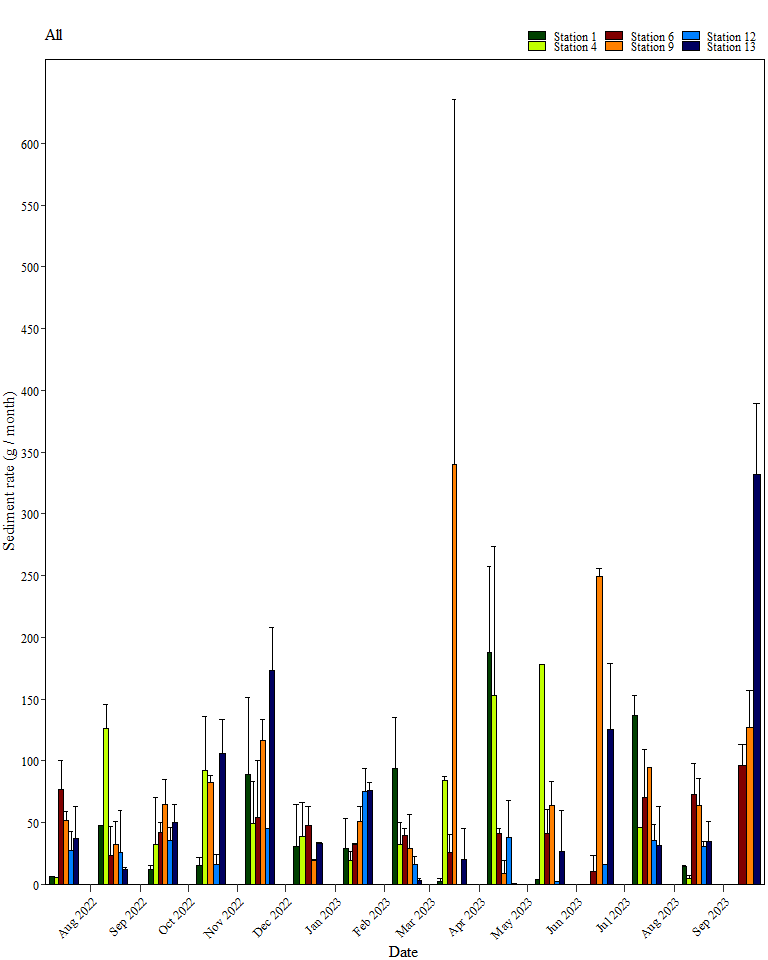 All
Station 1 Station 6 Station 12
Station 4 Station 9 Station 13
Sediment rate (g / month)
600
550
500
450
400
350
300
250
200
150
100
50
0
Aug 2022 Sep 2022 Oct 2022 Nov 2022 Dec 2022 Jan 2023 Feb 2023 Mar 2023 Apr 2023 May 2023 Jun 2023 Jul 2023 Aug 2023 Sep 2023
Date